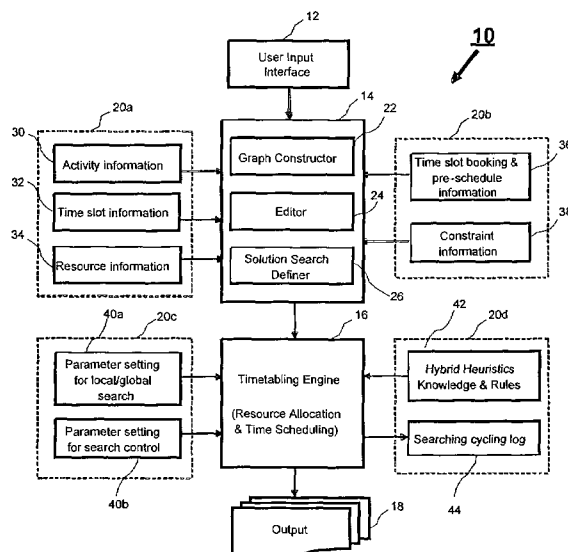 12
10
User Input
Interface
14
20a
22
20b
30
Activity information
Graph Constructor
Time slot booking &
pre-schedule
information
36
32
Time slot information
Editor
24
38
34
Resource information
Solution Search
Definer
26
Constraint
information
40a
20c
16
42
20d
Parameter setting
for local/global
search
Timetabling Engine
(Resource Allocation
& Time Scheduling)
Hybrid Heuristics
Knowledge & Rules
Parameter setting
for search control
Searching cycling log
40b
44
18
Output